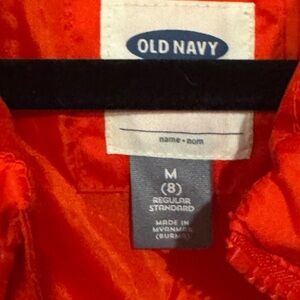 OLD NAVY
name • nom
M
(8)
REGULAR
STANDARD
MADE IN
MYANMAR
(BURMA)